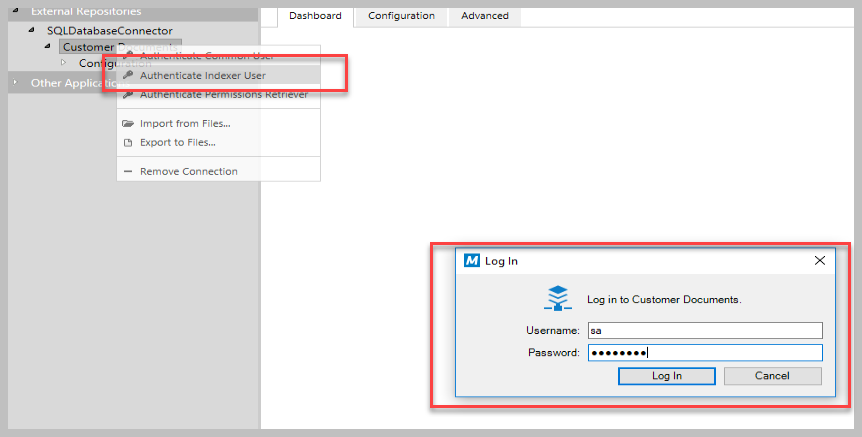 External Repositories
SQLDatabaseConnector
Customer Documents
Configuration
Other Applicati
Dashboard
Configuration
Advanced
Authenticate Common User
Authenticate Indexer User
Authenticate Permissions Retriever
Import from Files...
Export to Files...
Remove Connection
M Log In
Log in to Customer Documents.
Username: sa
Password: ●●●●●●●●
Log In
Cancel